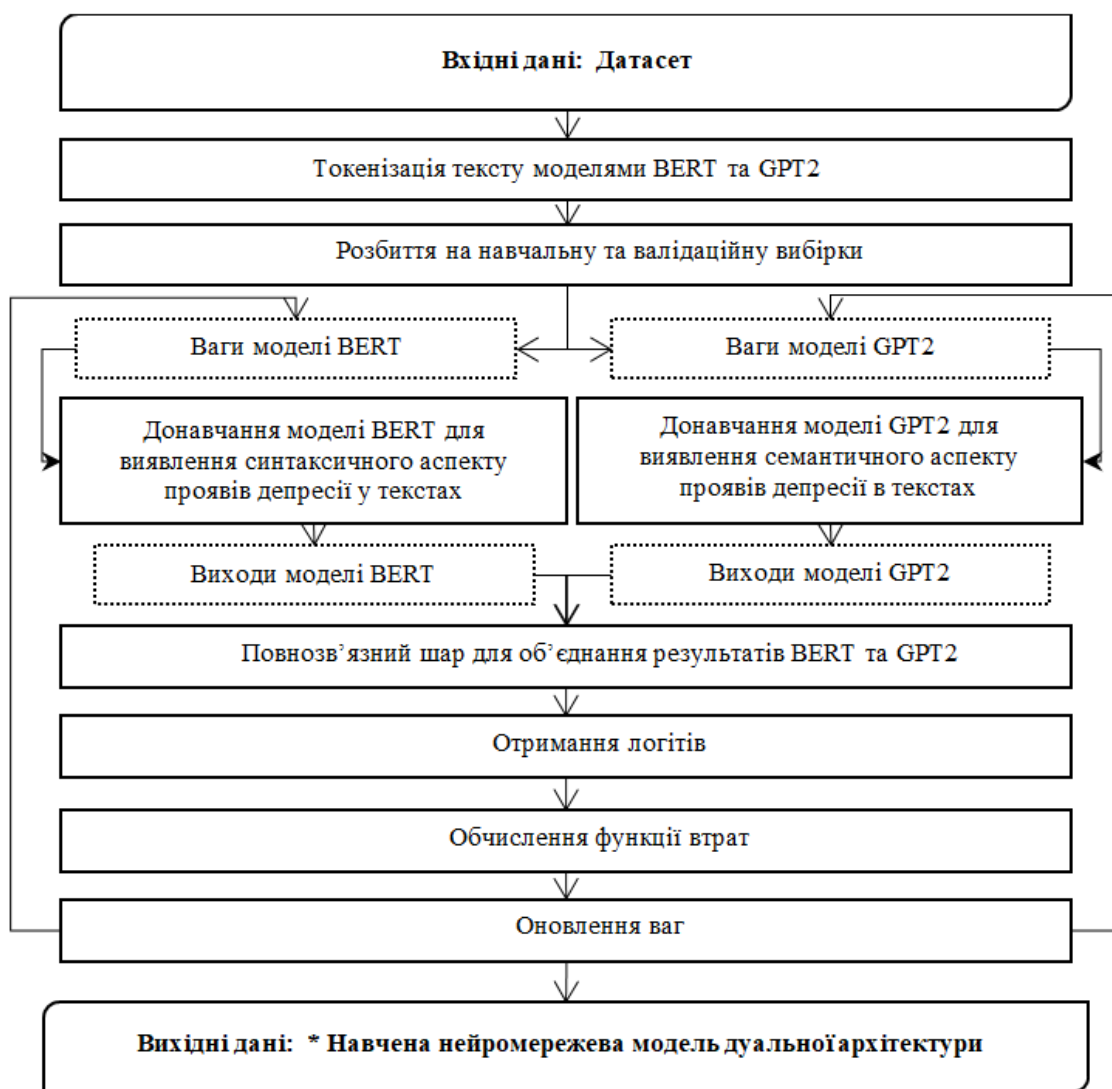 Вхідні дані: Датасет
Токенізація тексту моделями BERT та GPT2
Розбиття на навчальну та валідаційну вибірки
Ваги моделі BERT
Ваги моделі GPT2
Донавчання моделі BERT для
виявлення синтаксичного аспекту
проявів депресії у текстах
Донавчання моделі GPT2 для
виявлення семантичного аспекту
проявів депресії в текстах
Виходи моделі BERT
Виходи моделі GPT2
Повнозв’язний шар для об’єднання результатів BERT та GPT2
Отримання логітів
Обчислення функції втрат
Оновлення ваг
Вихідні дані: * Навчена нейромережева модель дуальної архітектури